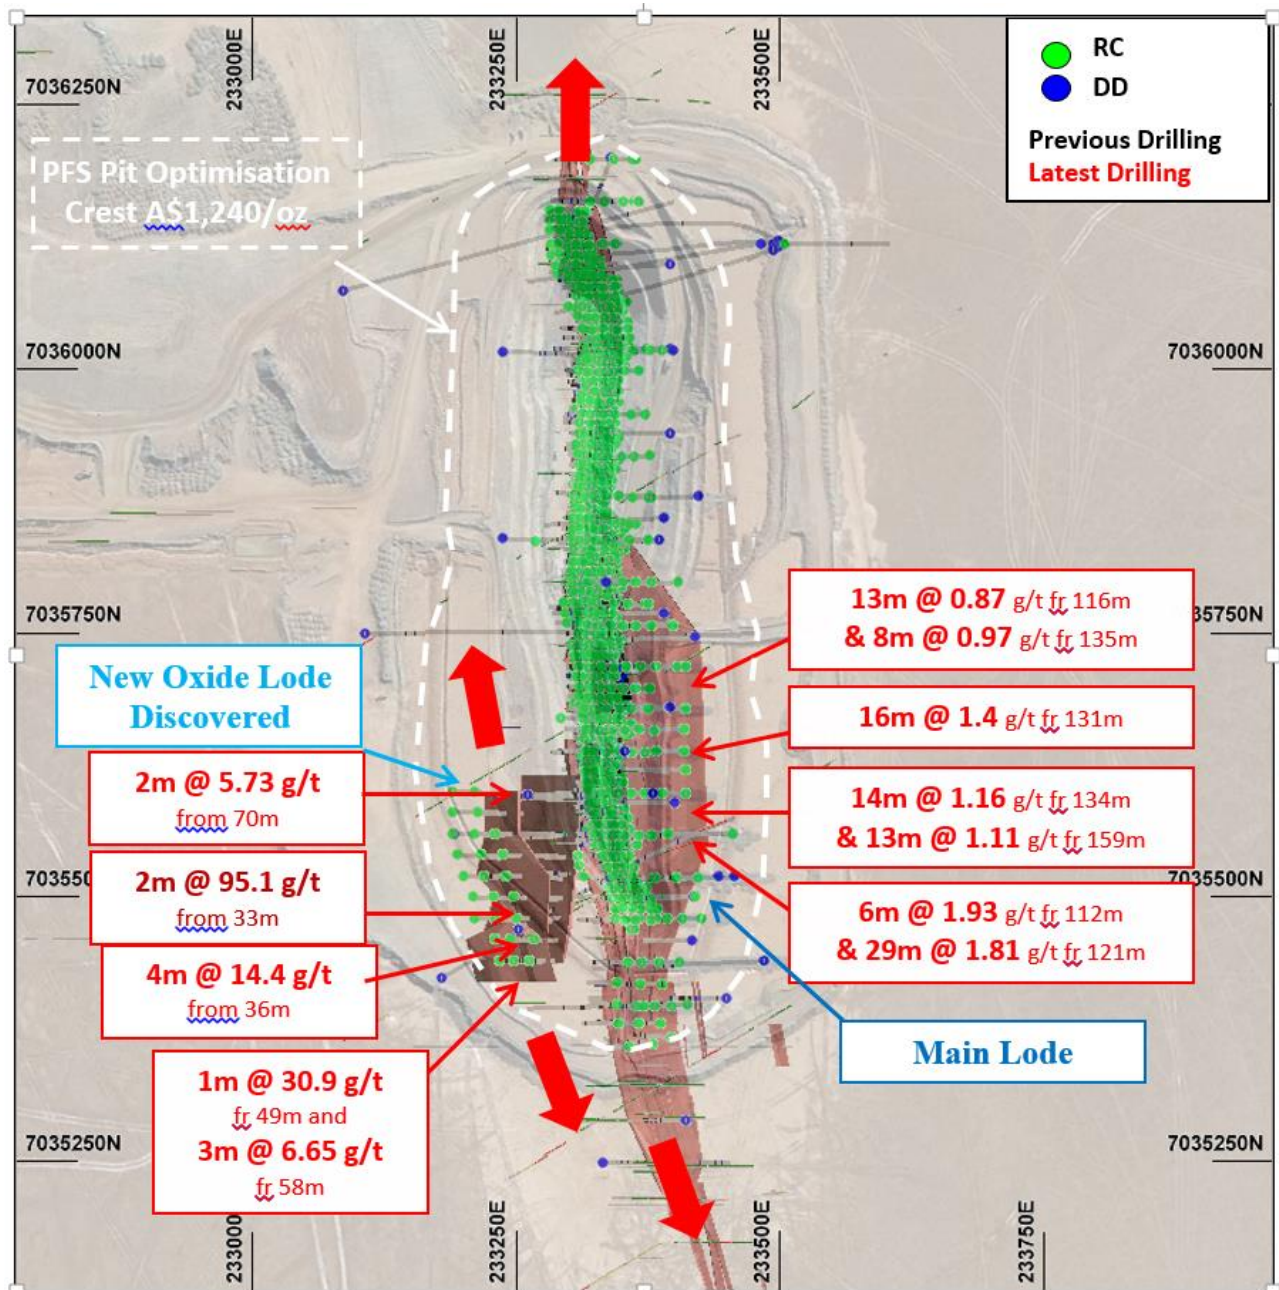 233000E
233250E
233500E
RC
DD
Previous Drilling
Latest Drilling
7036250N
PFS Pit Optimisation
Crest A$1,240/oz
7036000N
7036000N
13m @ 0.87 g/t fr 116m
& 8m @ 0.97 g/t fr 135m
7035750N
35750N
New Oxide Lode
Discovered
16m @ 1.4 g/t fr 131m
2m @ 5.73 g/t
from 70m
14m @ 1.16 g/t fr 134m
& 13m @ 1.11 g/t fr 159m
2m @ 95.1 g/t
from 33m
703550
7035500N
6m @ 1.93 g/t fr 112m
& 29m @ 1.81 g/t fr 121m
4m @ 14.4 g/t
from 36m
Main Lode
1m @ 30.9 g/t
fr 49m and
3m @ 6.65 g/t
fr 58m
7035250N
7035250N
233000
233250E
233500E
233750E